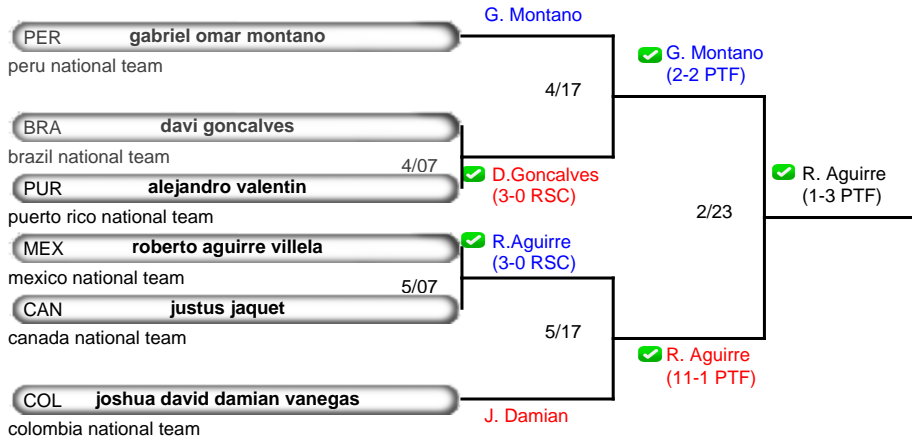 G. Montano
PER gabriel omar montano
peru national team
G. Montano
(2-2 PTF)
4/17
BRA davi goncalves
brazil national team
4/07
D.Goncalves
(3-0 RSC)
PUR alejandro valentin
puerto rico national team
R. Aguirre
(1-3 PTF)
2/23
MEX roberto aguirre villela
mexico national team
R.Aguirre
(3-0 RSC)
5/07
CAN justus jaquet
canada national team
5/17
R. Aguirre
(11-1 PTF)
COL joshua david damian vanegas
colombia national team
J. Damian